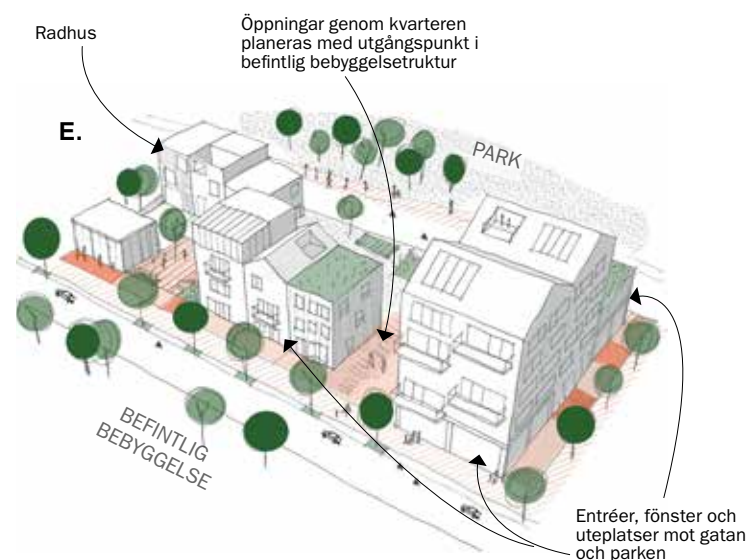 Radhus
Öppningar genom kvarteren
planeras med utgångspunkt i
befintlig bebyggelsetruktur
E.
PARK
BEFINTLIG
BEBYGGELSE
Entréer, fönster och
uteplatser mot gatan
och parken